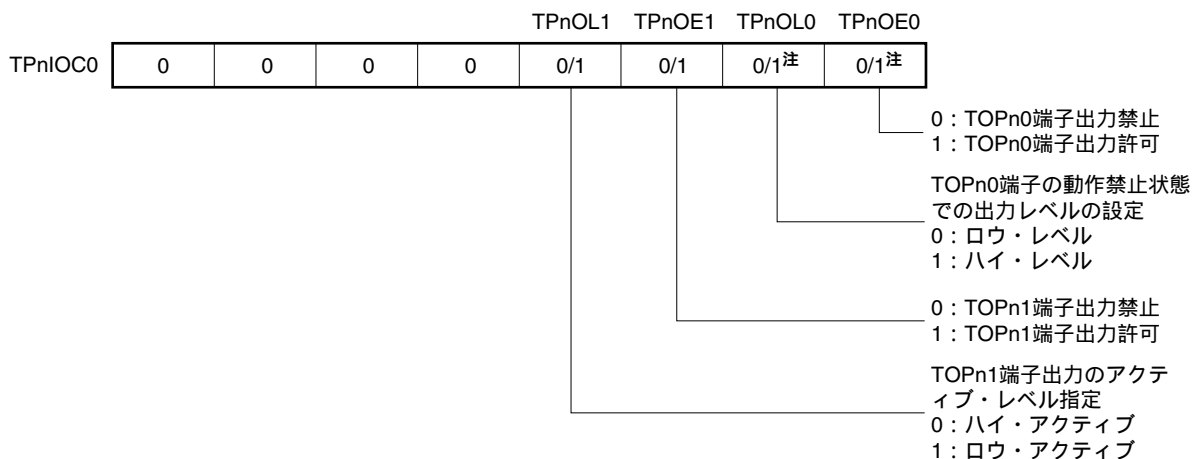 TPnOL1 TPnOE1 TPnOL0 TPnOE0
TPnIOC0 0 0 0 0 0/1 0/1 0/1注 0/1注
0：TOPn0端子出力禁止
1：TOPn0端子出力許可
TOPn0端子の動作禁止状態
での出力レベルの設定
0：ロウ・レベル
1：ハイ・レベル
0：TOPn1端子出力禁止
1：TOPn1端子出力許可
TOPn1端子出力のアクテ
ィブ・レベル指定
0：ハイ・アクティブ
1：ロウ・アクティブ